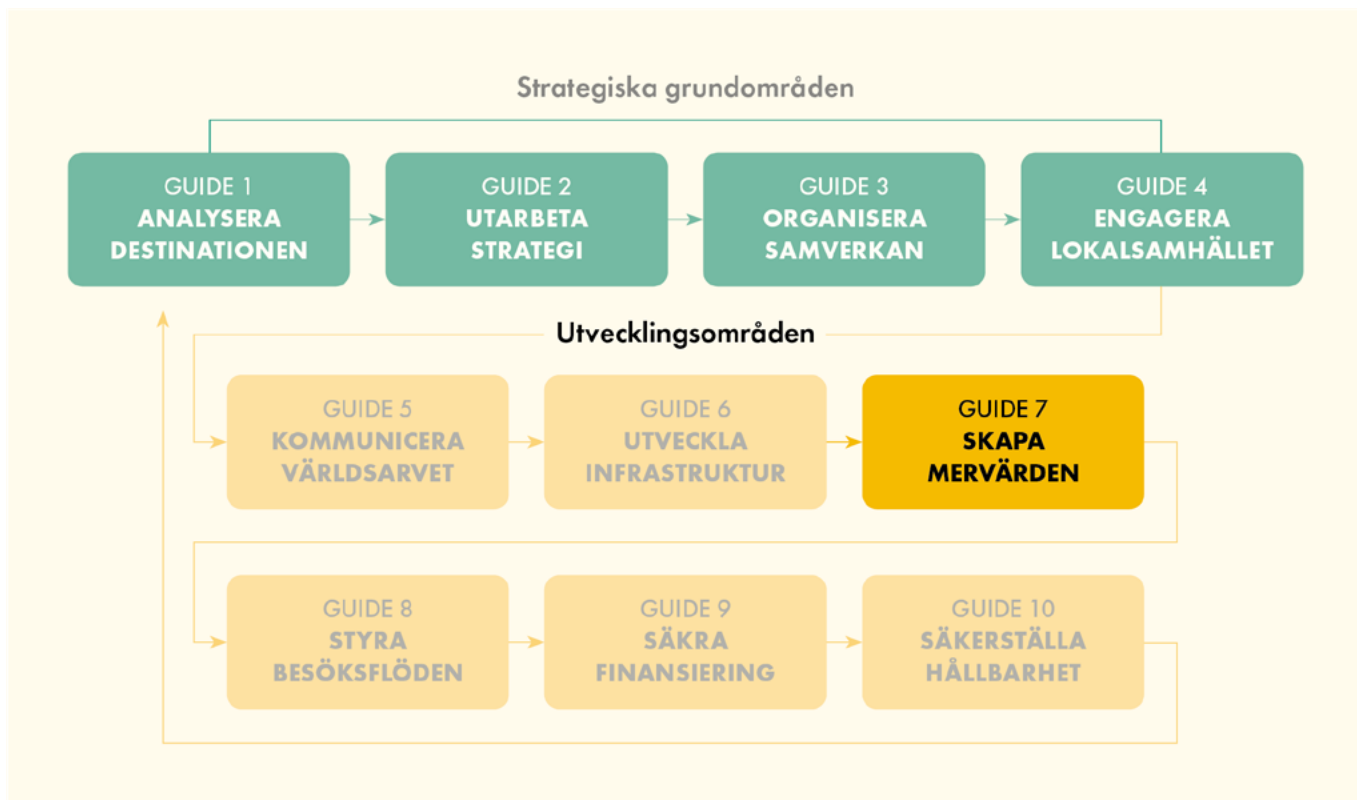 Strategiska grundområden
GUIDE 1
ANALYSERA
DESTINATIONEN
GUIDE 2
UTARBETA
STRATEGI
GUIDE 3
ORGANISERA
SAMVERKAN
GUIDE 4
ENGAGERA
LOKALSAMHÄLLET
Utvecklingsområden
GUIDE 5
KOMMUNICERA
VÄRLDSARVET
GUIDE 6
UTVECKLA
INFRASTRUKTUR
GUIDE 7
SKAPA
MERVÄRDEN
GUIDE 8
STYRA
BESÖKSFLÖDEN
GUIDE 9
SÄKRA
FINANSIERING
GUIDE 10
SÄKERSTÄLLA
HÅLLBARHET